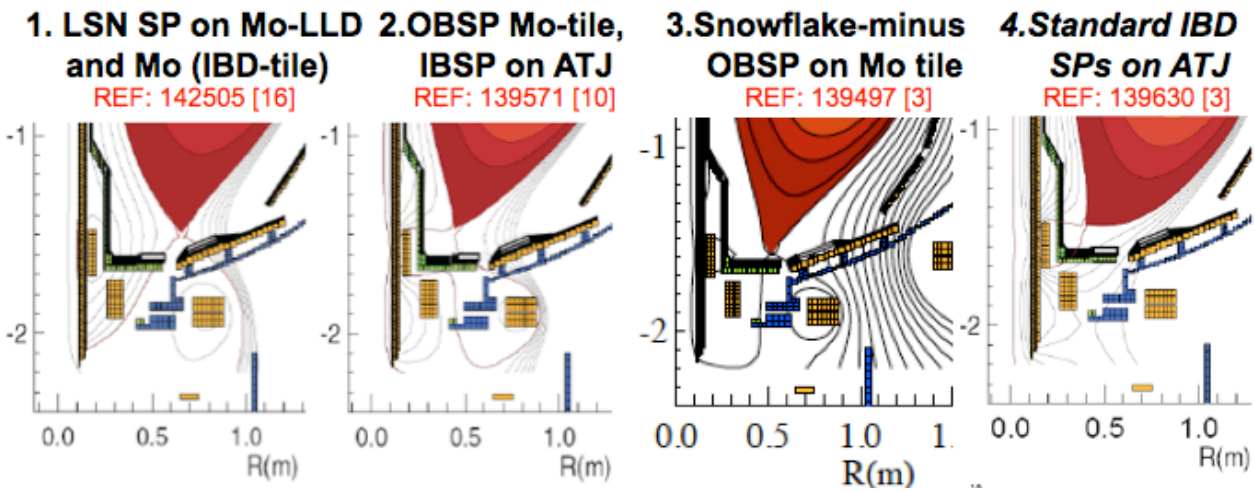 1. LSN SP on Mo-LLD and Mo (IBD-tile)
REF: 142505 [16]
2.OBSP Mo-tile, IBSP on ATJ
REF: 139571 [10]
3.Snowflake-minus OBSP on Mo tile
REF: 139497 [3]
4.Standard IBD SPs on ATJ
REF: 139630 [3]
-1
-2
0.0 0.5 1.0
R(m)
-1
-2
0.0 0.5 1.0
R(m)
-1
-2
0.0 0.5 1.0 1.
R(m)
-1
-2
0.0 0.5 1.0
R(m)